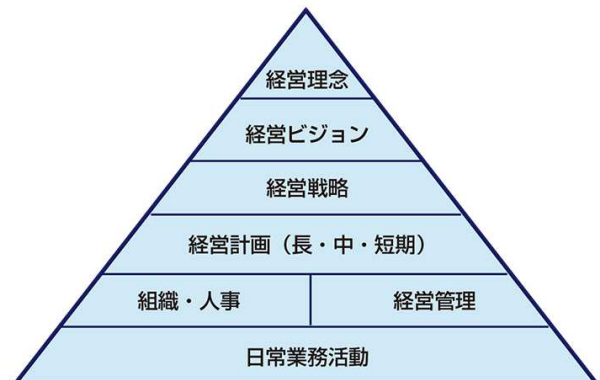 経営理念
経営ビジョン
経営戦略
経営計画（長・中・短期）
組織・人事
経営管理
日常業務活動